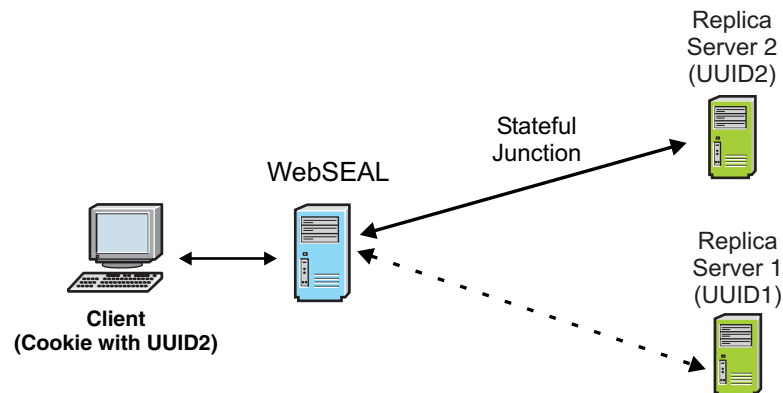 Replica
Server 2
(UUID2)
Stateful
Junction
WebSEAL
Client
(Cookie with UUID2)
Replica
Server 1
(UUID1)